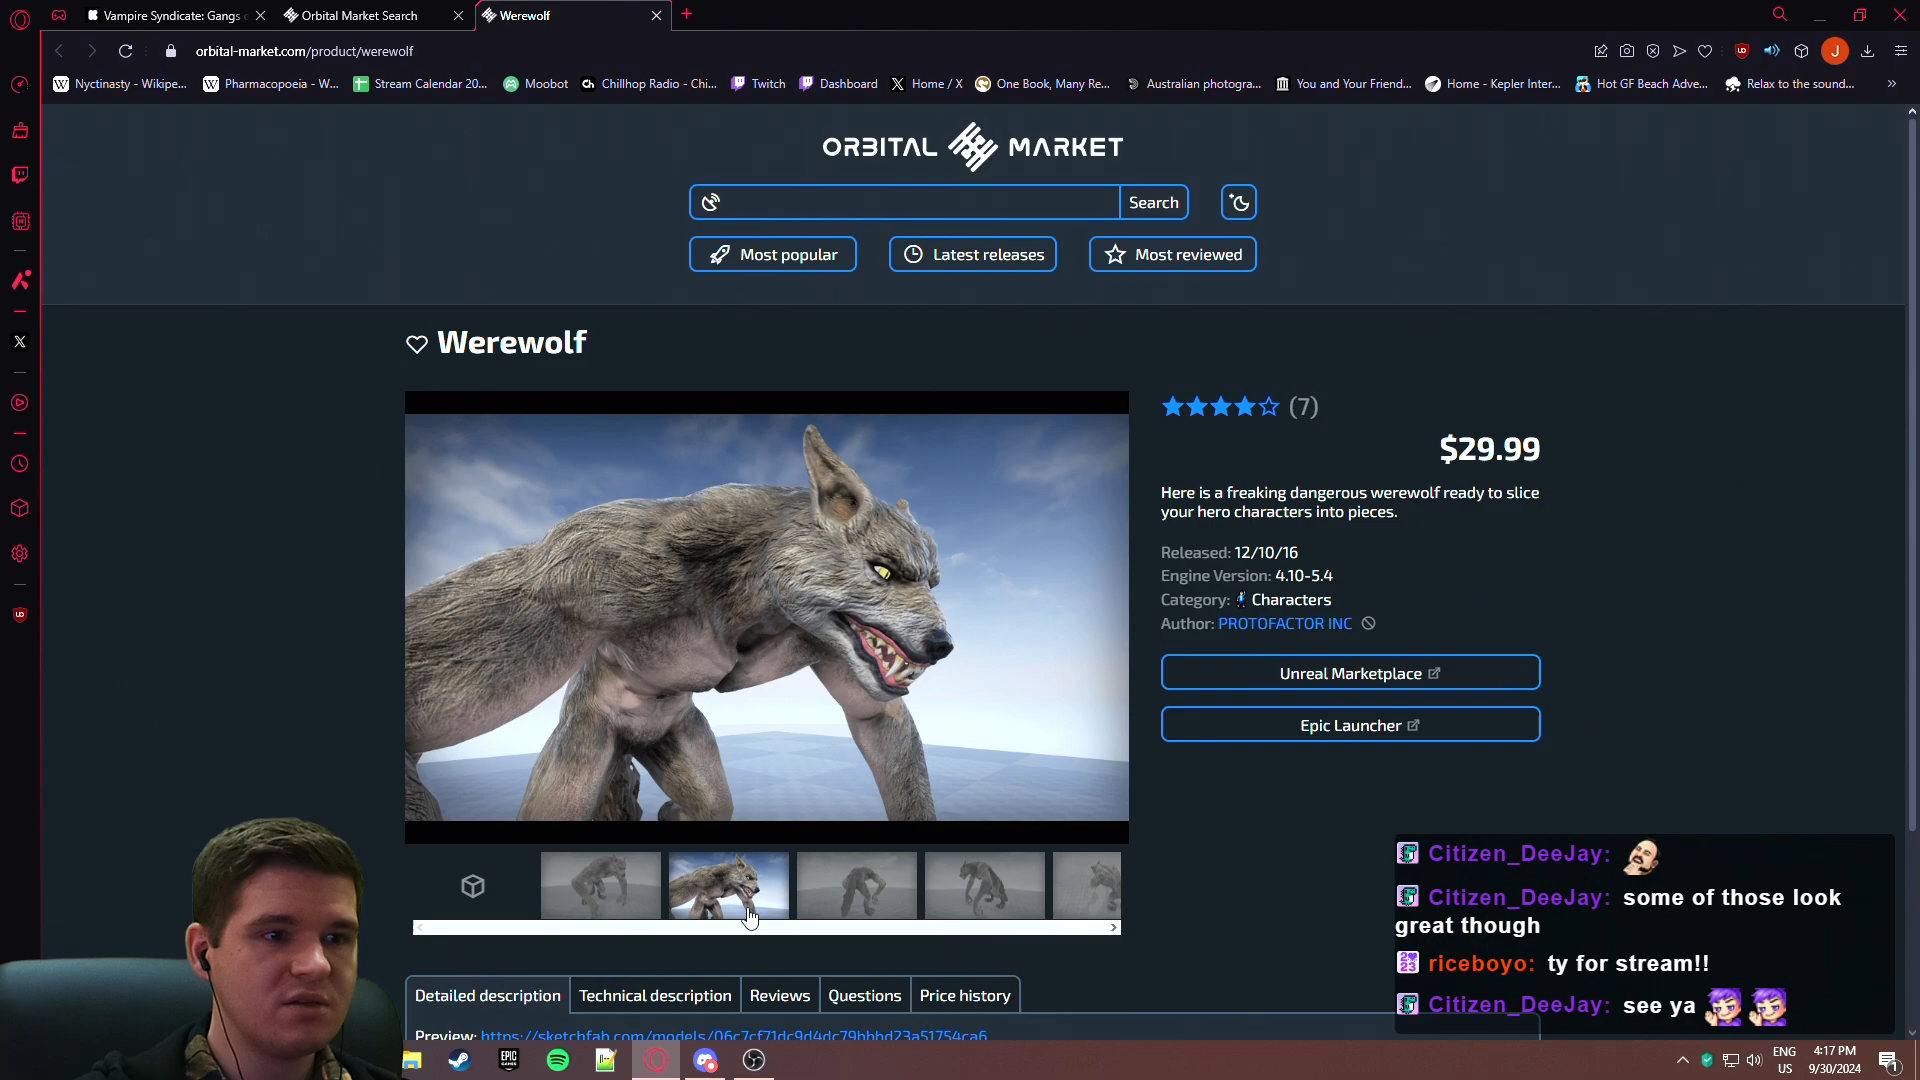 Vampire Syndicate: Gangs
Orbital Market Search
Werewolf
orbital-market.com/product/werewolf
J
Nyctinasty - Wikipe...
Pharmacopoeia - W...
Stream Calendar 20...
Moobot
Chillhop Radio - Chi...
Twitch
Dashboard
Home / X
One Book, Many Re...
Australian photogra...
You and Your Friend...
Home - Kepler Inter...
Hot GF Beach Adve...
Relax to the sound...
ORBITAL MARKET
Search
Most popular
Latest releases
Most reviewed
Werewolf
(7)
$29.99
Here is a freaking dangerous werewolf ready to slice
your hero characters into pieces.
Released: 12/10/16
Engine Version: 4.10-5.4
Category: Characters
Author: PROTOFACTOR INC
Unreal Marketplace
Epic Launcher
Detailed description
Technical description
Reviews
Questions
Price history
Preview: https://sketchfab.com/models/06c7cf71dc9d4dc79bbbd23a51754ca6
Citizen_DeeJay:
Citizen_DeeJay: some of those look
great though
riceboyo: ty for stream!!
Citizen_DeeJay: see ya
ENG
US
4:17 PM
9/30/2024